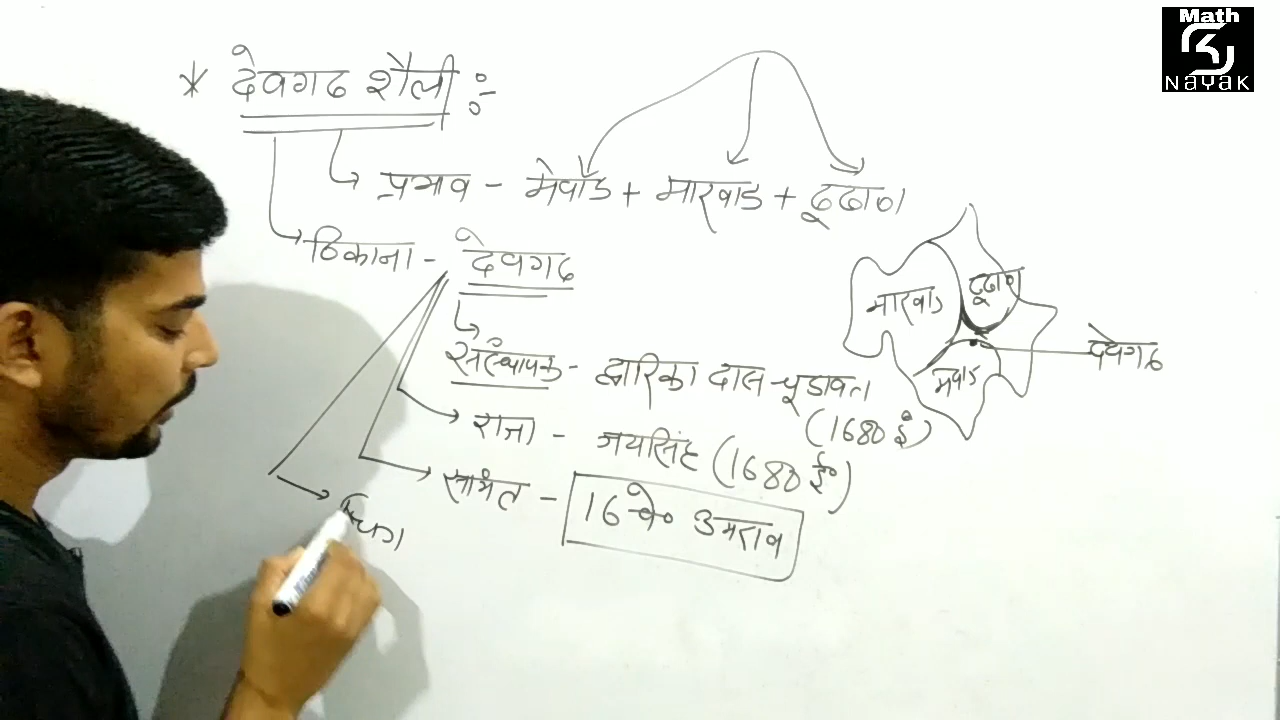 Math
NAYAK
* देवगढ शैली :-
प्रभाव - मेवाड + मारवाड + ढूढाण
ठिकाना - देवगढ
संस्थापक - द्वारिका दास चूडावत
(1680 ई॰)
राजा - जयसिंह (1680 ई॰)
सामंत - 16 वे॰ उमराव
मारवाड
ढूढाण
मेवाड
देवगढ